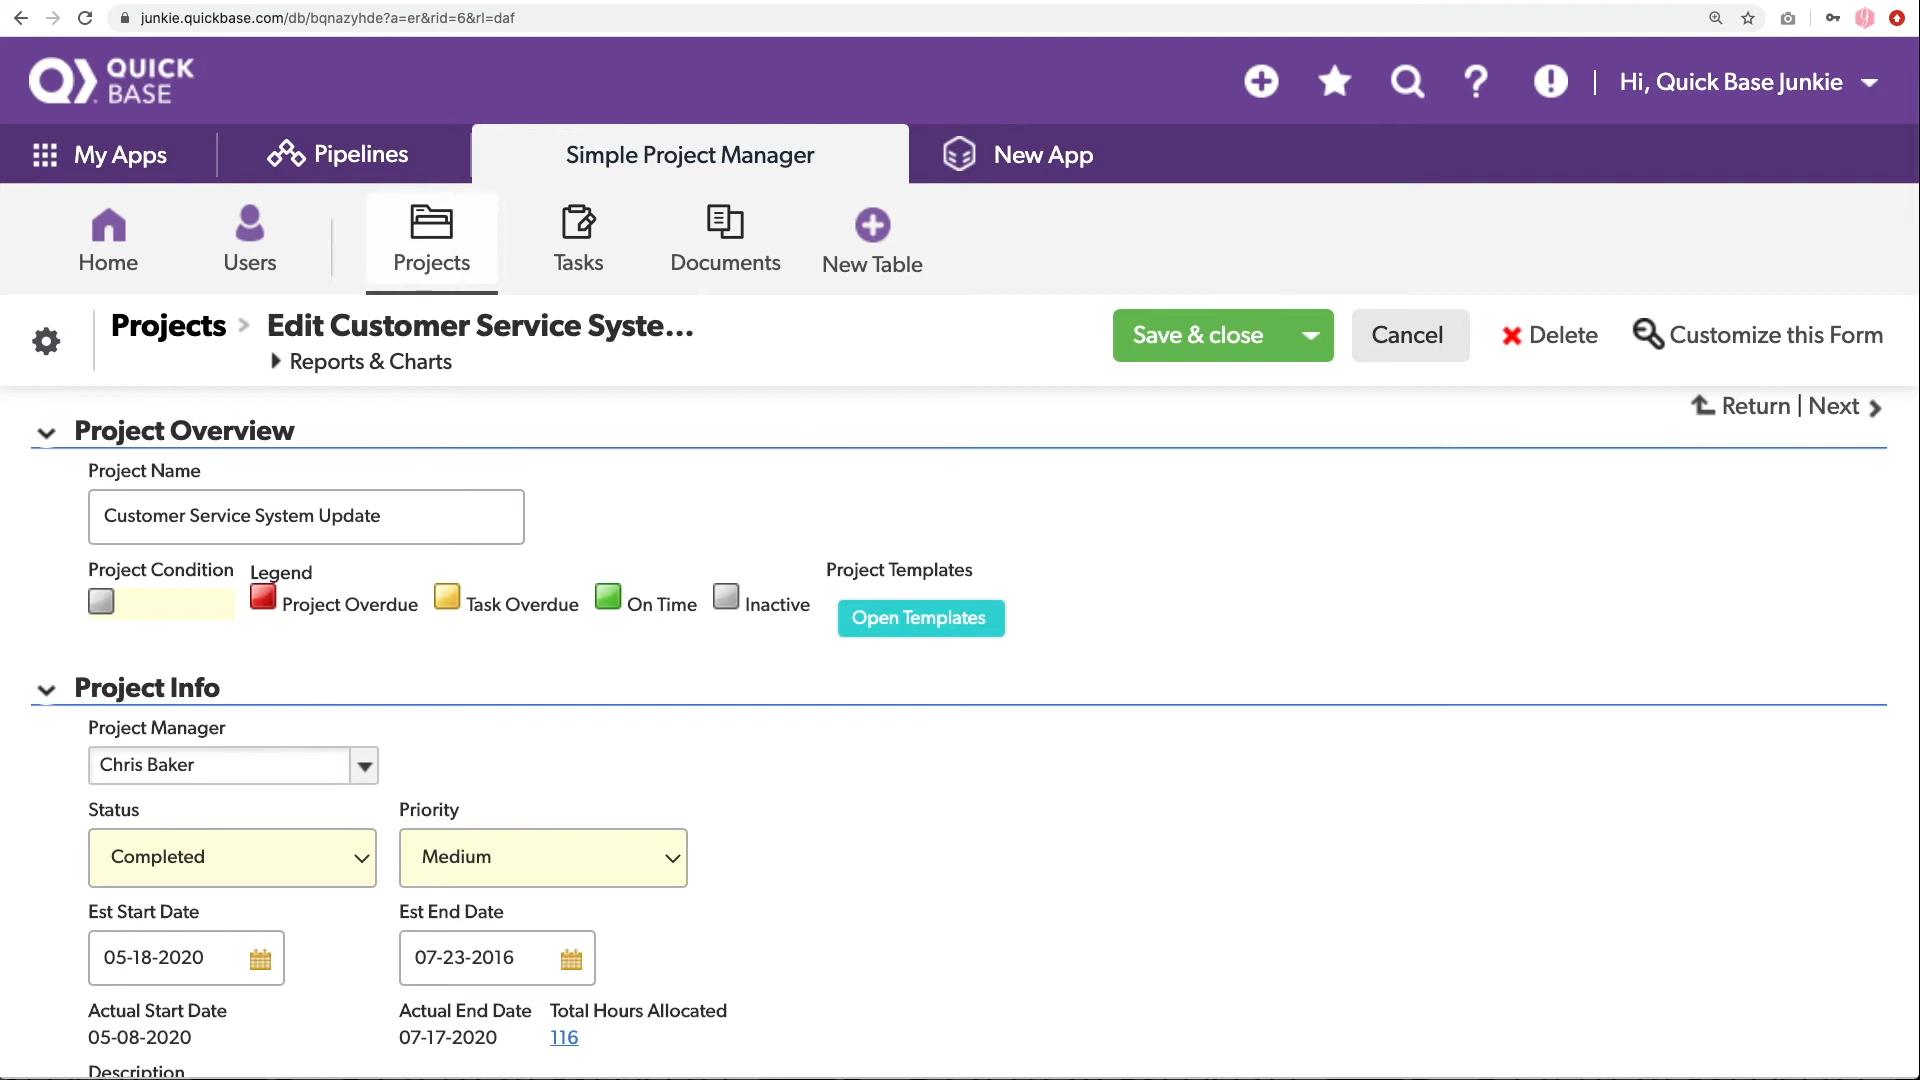 junkie.quickbase.com/db/bqnazyhde?a=er&rid=6&rl=daf
QUICK
BASE
Hi, Quick Base Junkie
My Apps
Pipelines
Simple Project Manager
New App
Home
Users
Projects
Tasks
Documents
New Table
Projects > Edit Customer Service Syste...
Reports & Charts
Save & close
Cancel
Delete
Customize this Form
Return | Next
Project Overview
Project Name
Customer Service System Update
Project Condition
Legend
Project Overdue
Task Overdue
On Time
Inactive
Project Templates
Open Templates
Project Info
Project Manager
Chris Baker
Status
Priority
Completed
Medium
Est Start Date
Est End Date
05-18-2020
07-23-2016
Actual Start Date
Actual End Date
Total Hours Allocated
05-08-2020
07-17-2020
116
Description